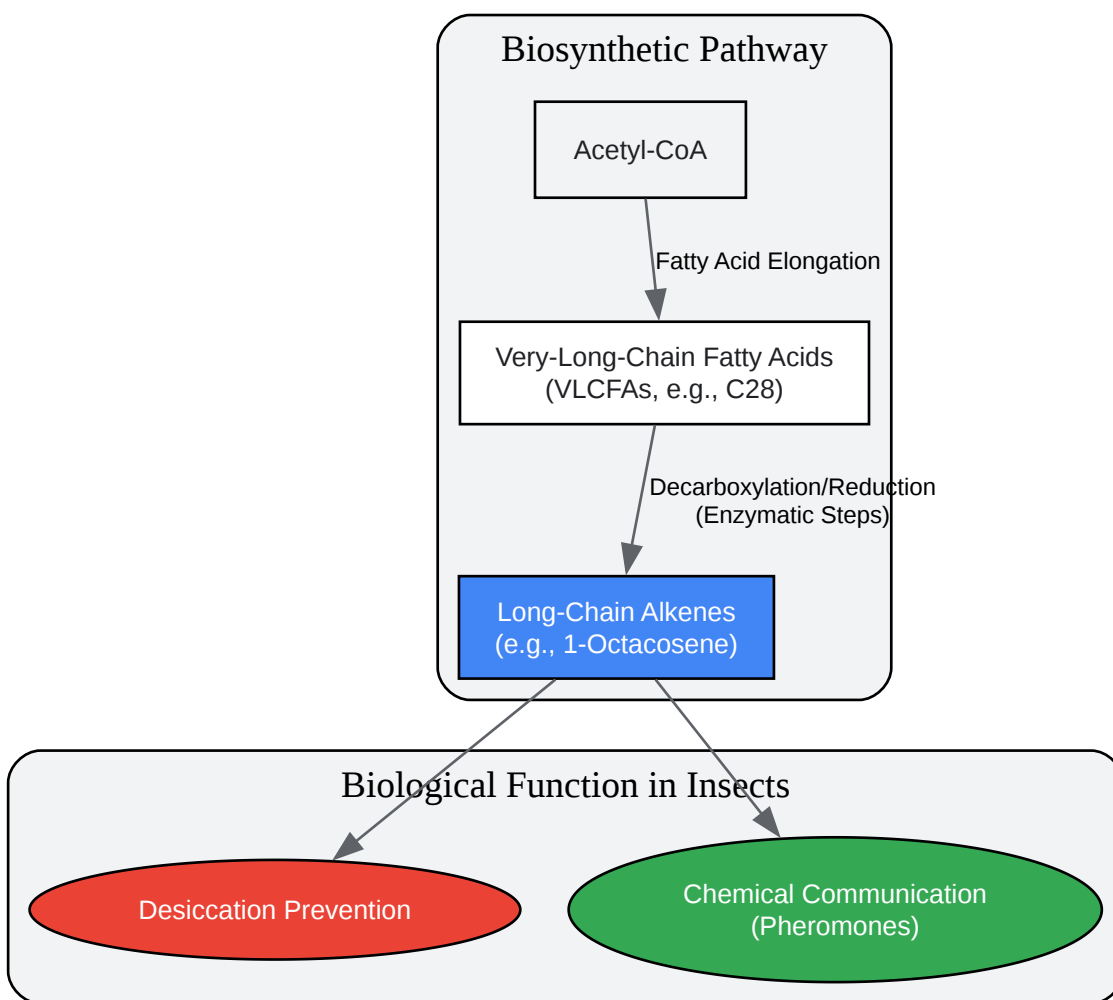 Biosynthetic Pathway
Acetyl-CoA
Fatty Acid Elongation
Very-Long-Chain Fatty Acids
(VLCFAs, e.g., C28)
Decarboxylation/Reduction
(Enzymatic Steps)
Long-Chain Alkenes
(e.g., 1-Octacosene)
Biological Function in Insects
Desiccation Prevention
Chemical Communication
(Pheromones)